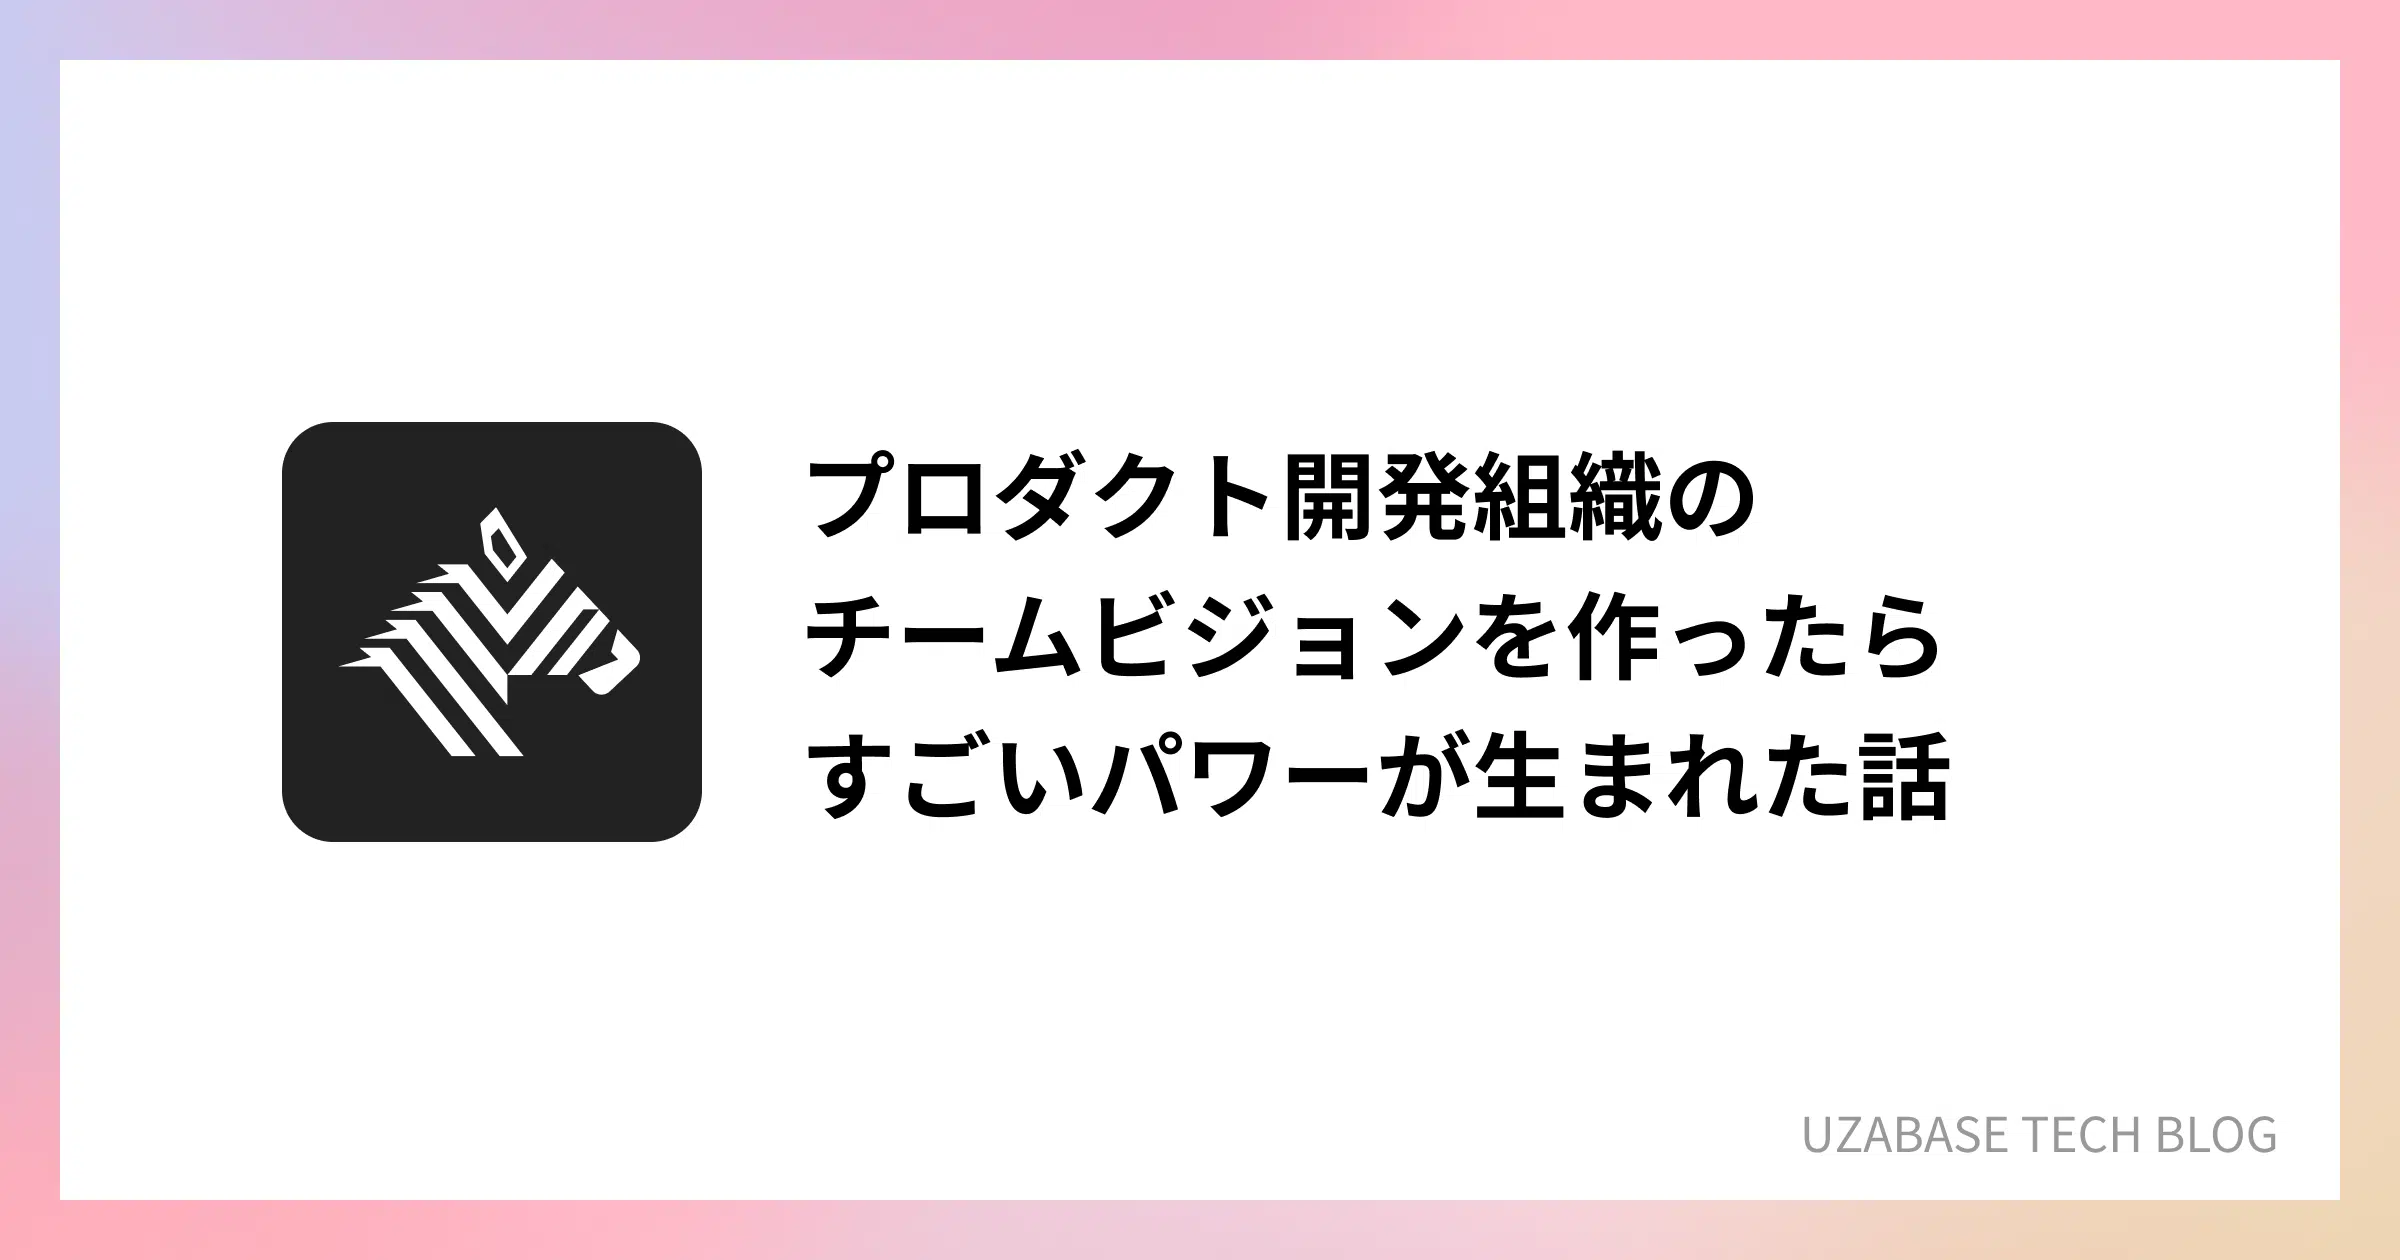 プロダクト開発組織の
チームビジョンを作ったら
すごいパワーが生まれた話
UZABASE TECH BLOG